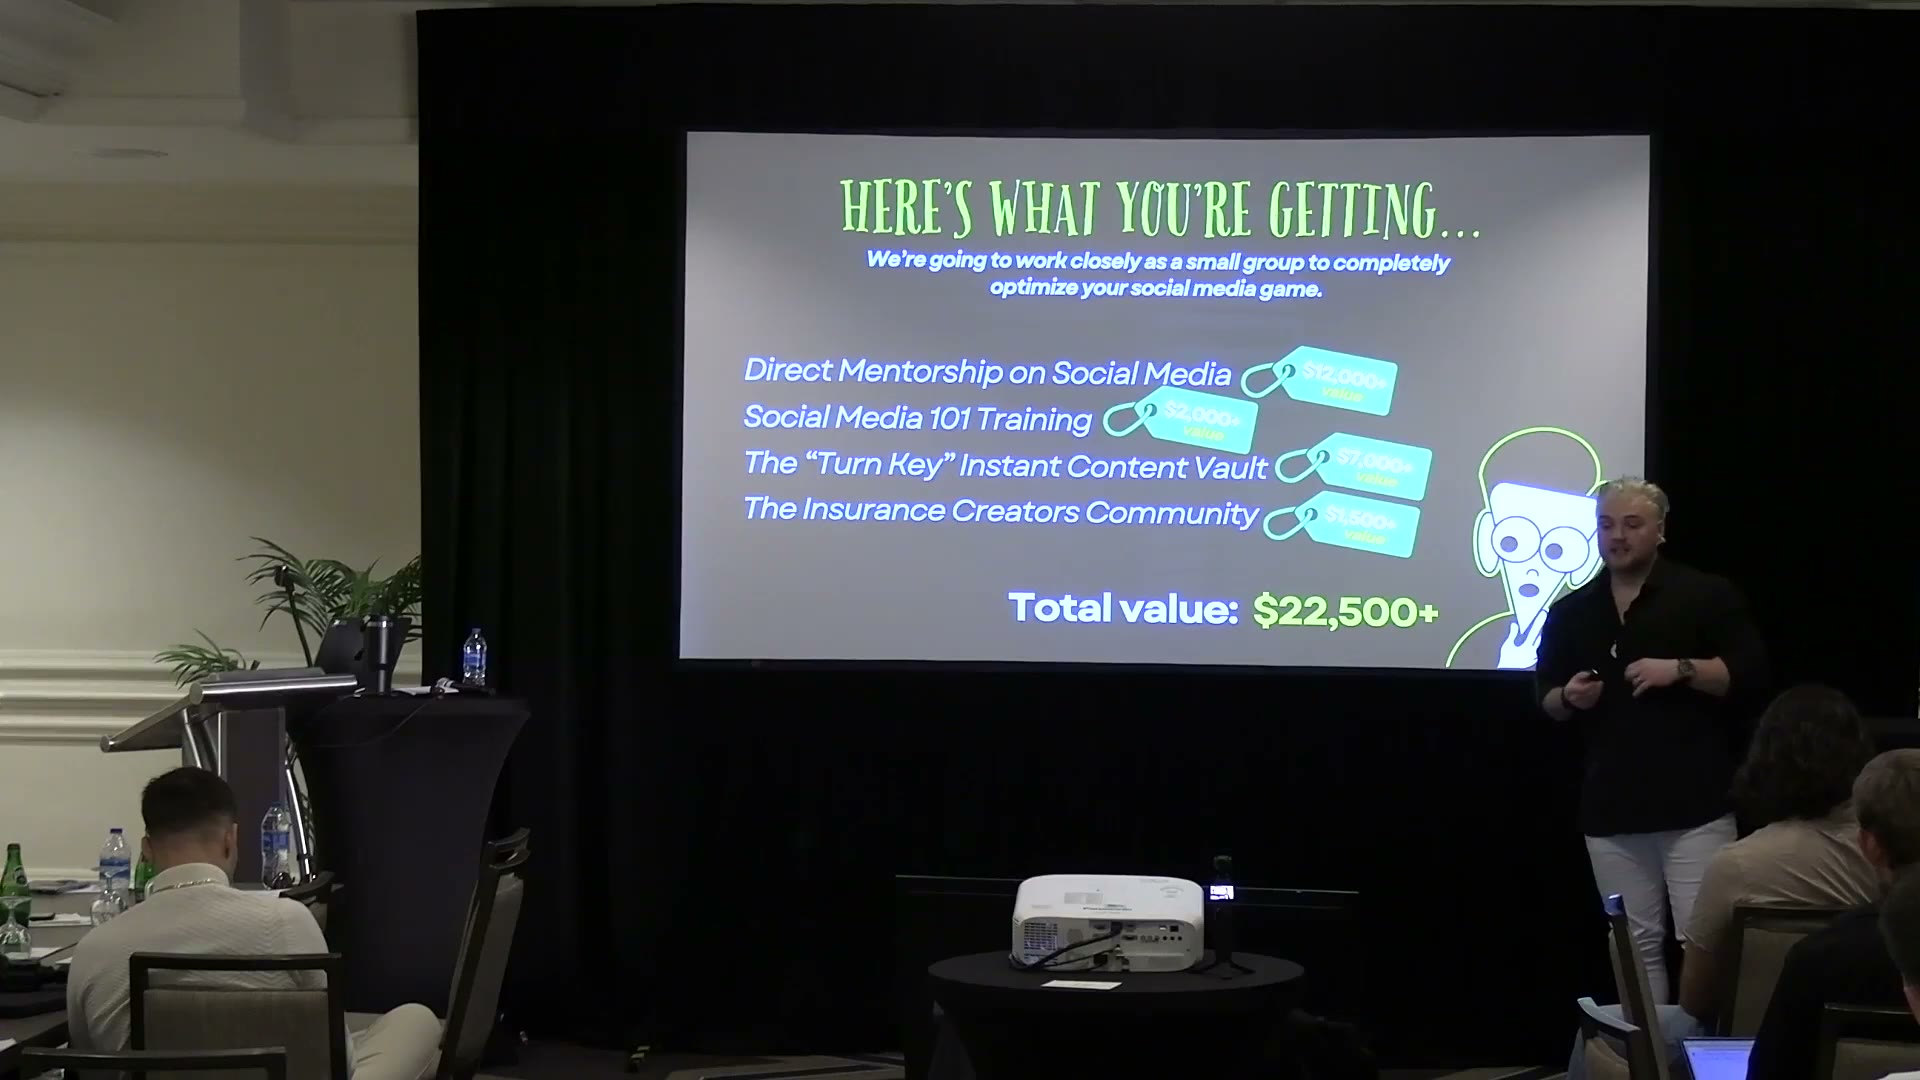 HERE'S WHAT YOU'RE GETTING...
We're going to work closely as a small group to completely
optimize your social media game.
Direct Mentorship on Social Media
$12,000+
value
Social Media 101 Training
$2,000+
value
The “Turn Key” Instant Content Vault
$7,000+
value
The Insurance Creators Community
$1,500+
value
Total value: $22,500+